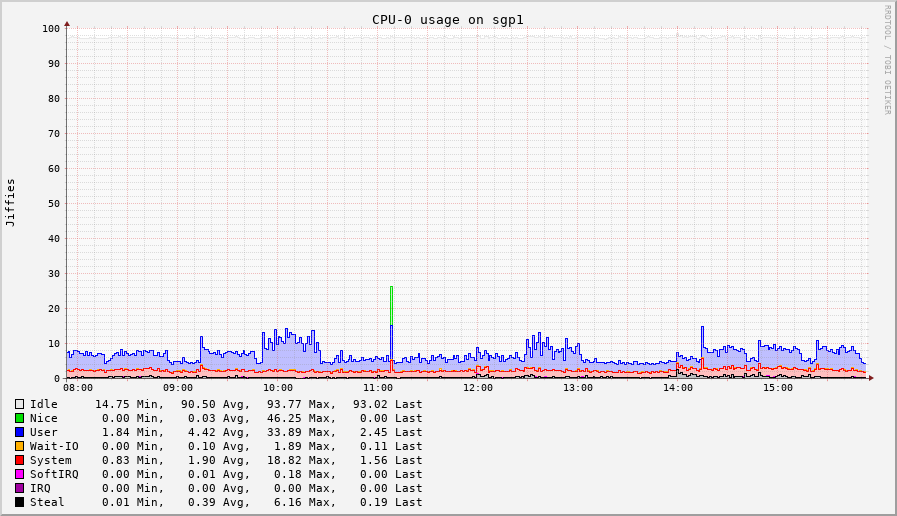 CPU-0 usage on sgp1
RRDTOOL / TOBI OETIKER
Jiffies
100
90
80
70
60
50
40
30
20
10
0
08:00 09:00 10:00 11:00 12:00 13:00 14:00 15:00
Idle 14.75 Min, 90.50 Avg, 93.77 Max, 93.02 Last
Nice 0.00 Min, 0.03 Avg, 46.25 Max, 0.00 Last
User 1.84 Min, 4.42 Avg, 33.89 Max, 2.45 Last
Wait-IO 0.00 Min, 0.10 Avg, 1.89 Max, 0.11 Last
System 0.83 Min, 1.90 Avg, 18.82 Max, 1.56 Last
SoftIRQ 0.00 Min, 0.01 Avg, 0.18 Max, 0.00 Last
IRQ 0.00 Min, 0.00 Avg, 0.00 Max, 0.00 Last
Steal 0.01 Min, 0.39 Avg, 6.16 Max, 0.19 Last